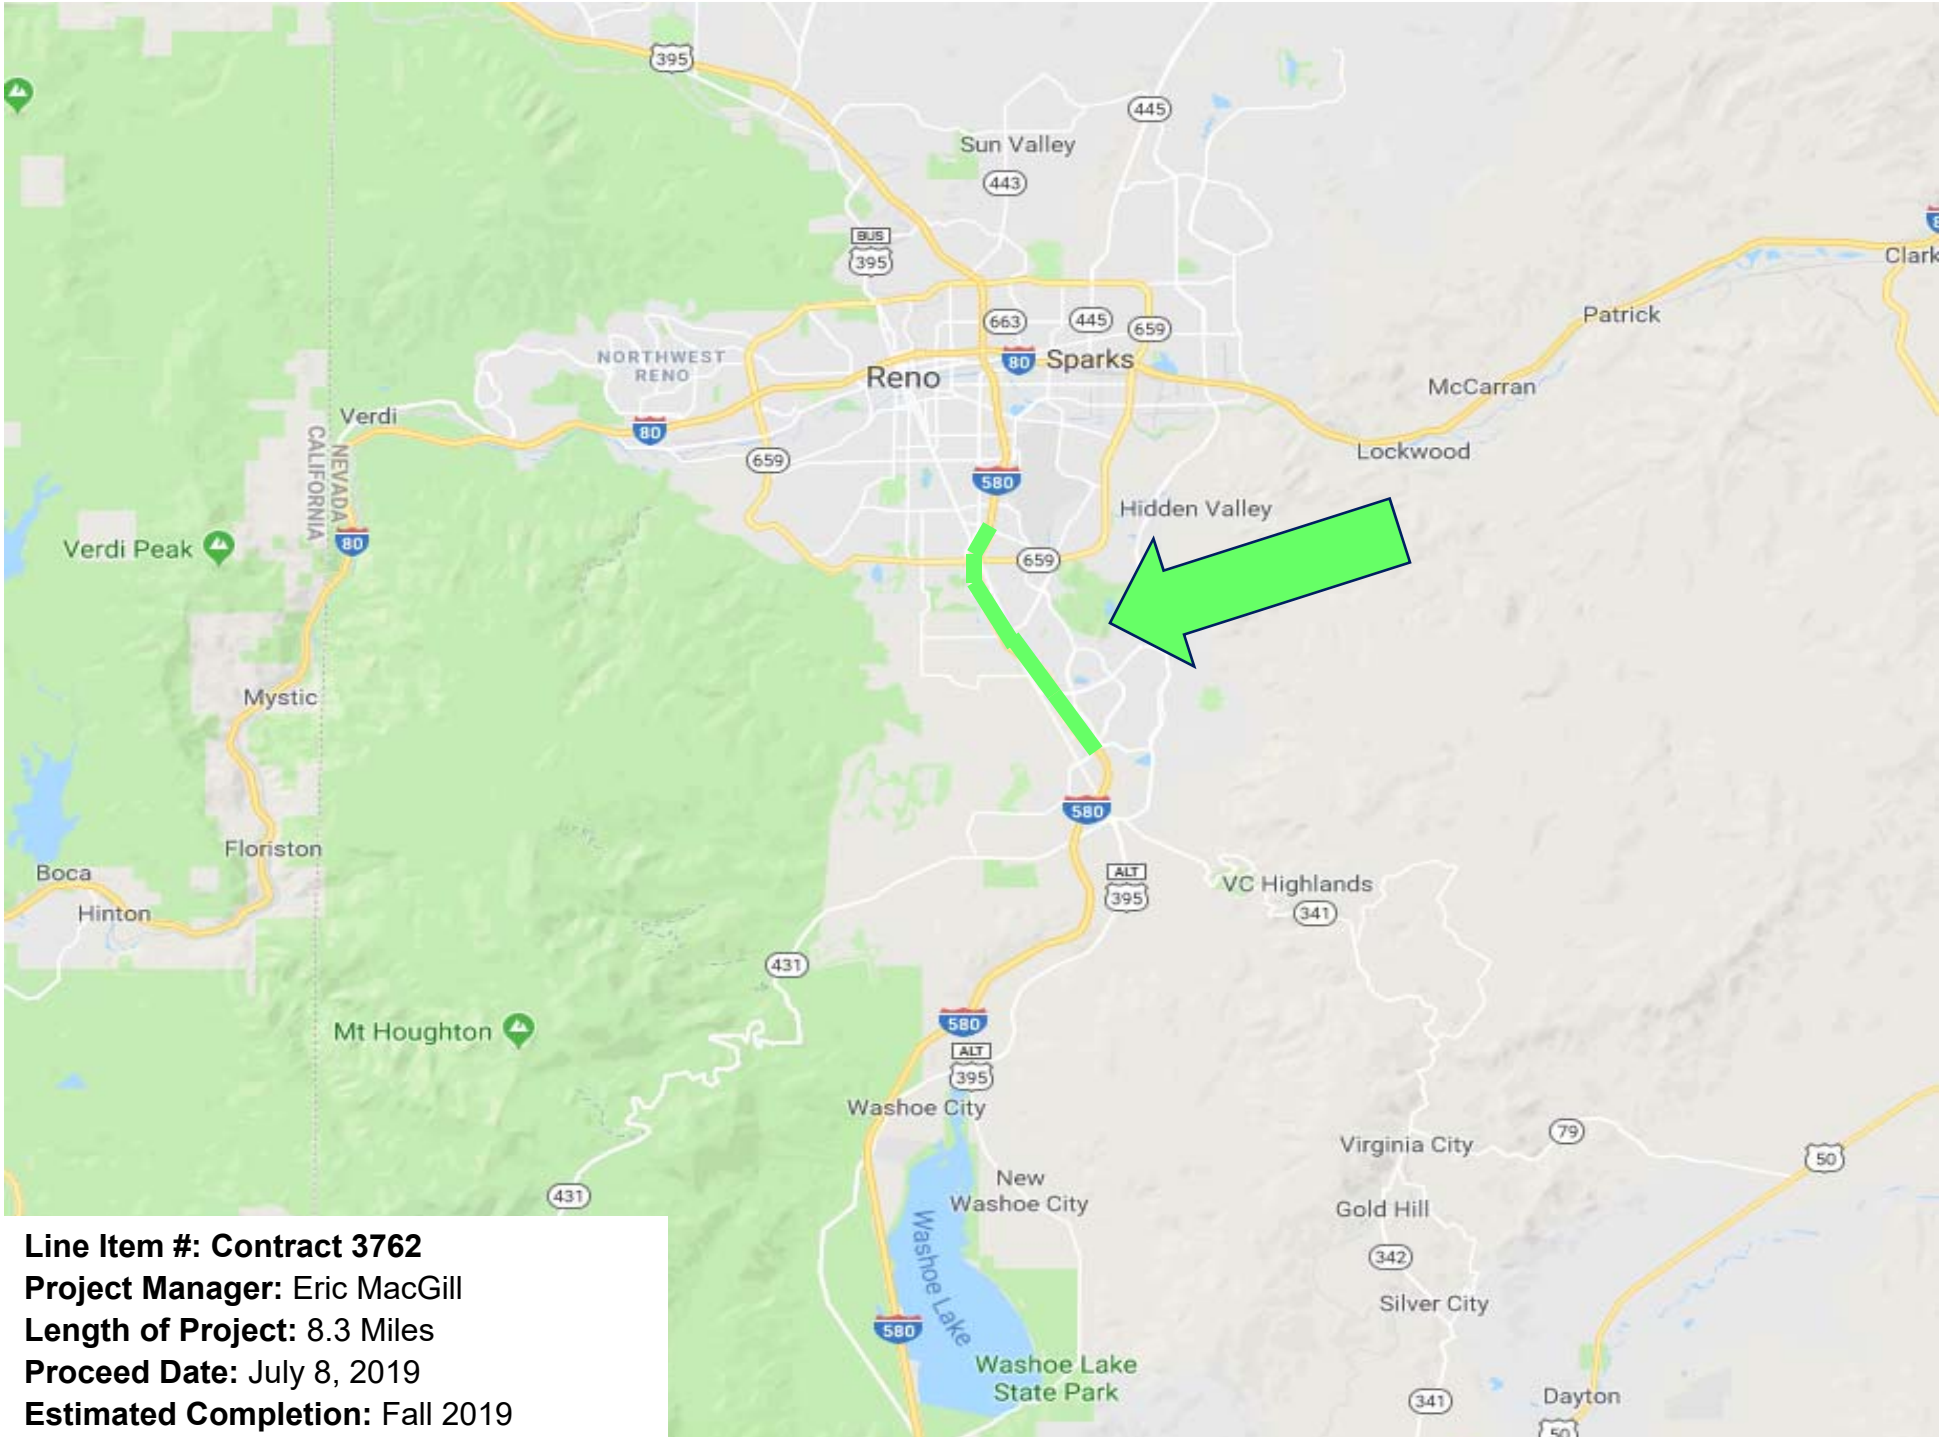 395
445
Sun Valley
443
BUS
395
80
Clark
Patrick
663
445
659
NORTHWEST
RENO
Reno
80
Sparks
McCarran
Verdi
80
659
Lockwood
CALIFORNIA
NEVADA
580
Hidden Valley
Verdi Peak
80
659
Mystic
580
Floriston
Boca
Hinton
ALT
395
VC Highlands
341
431
Mt Houghton
580
ALT
395
Washoe City
Virginia City
79
50
New
Washoe City
431
Gold Hill
Washoe Lake
342
Silver City
580
Washoe Lake
State Park
341
Dayton
50
Line Item #: Contract 3762
Project Manager: Eric MacGill
Length of Project: 8.3 Miles
Proceed Date: July 8, 2019
Estimated Completion: Fall 2019